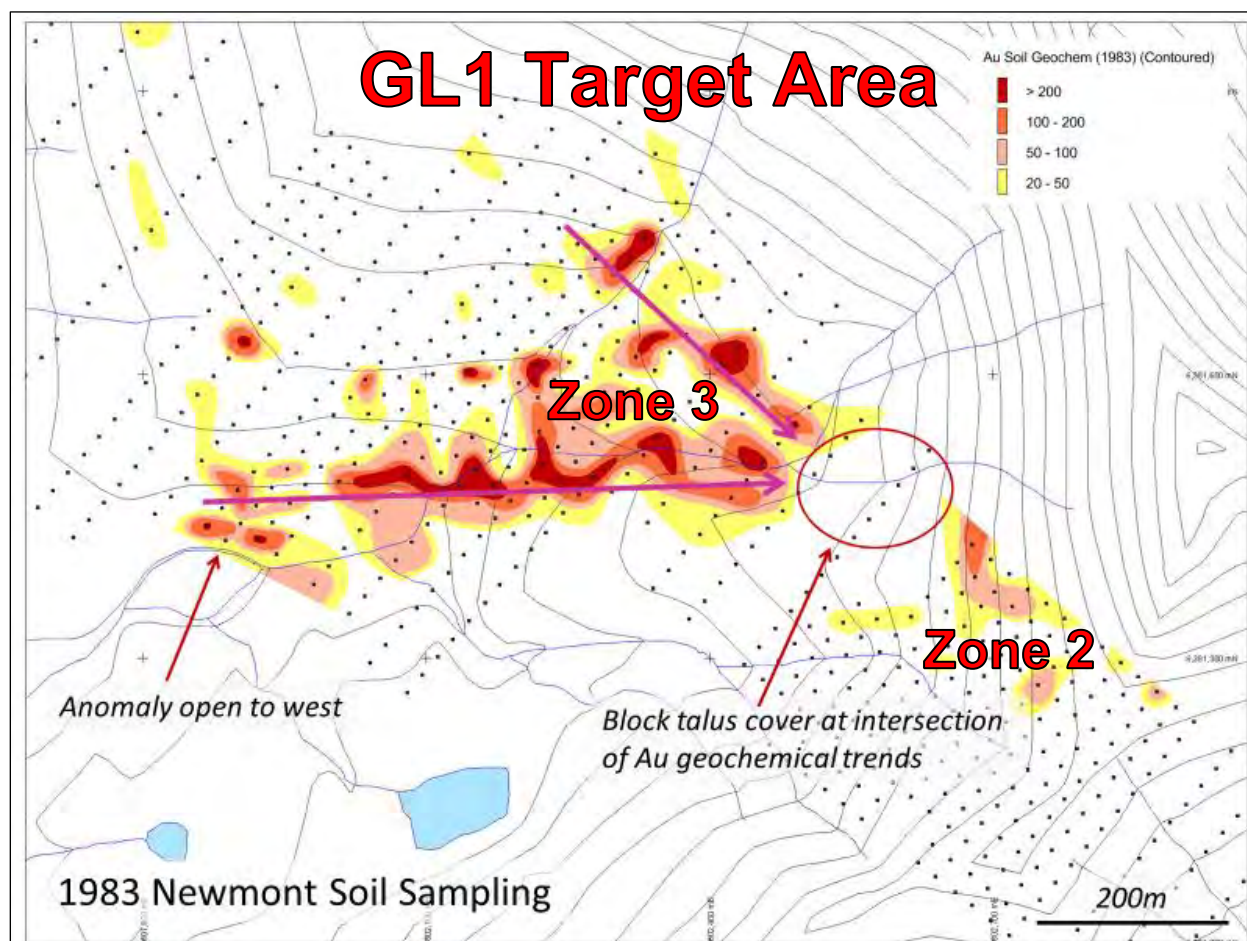 GL1 Target Area
Au Soil Geochem (1983) (Contoured)
> 200
100 - 200
50 - 100
20 - 50
Zone 3
Zone 2
Anomaly open to west
Block talus cover at intersection
of Au geochemical trends
1983 Newmont Soil Sampling
200m